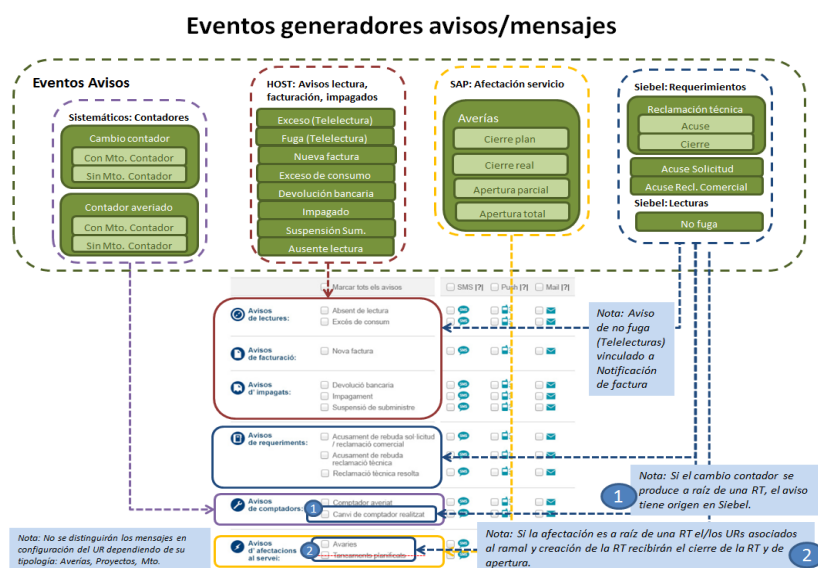 Eventos generadores avisos/mensajes
Eventos Avisos
Sistemáticos: Contadores
Cambio contador
Con Mto. Contador
Sin Mto. Contador
Contador averiado
Con Mto. Contador
Sin Mto. Contador
HOST: Avisos lectura,
facturación, impagados
Exceso (Telelectura)
Fuga (Telelectura)
Nueva factura
Exceso de consumo
Devolución bancaria
Impagado
Suspensión Sum.
Ausente lectura
SAP: Afectación servicio
Averías
Cierre plan
Cierre real
Apertura parcial
Apertura total
Siebel: Requerimientos
Reclamación técnica
Acuse
Cierre
Acuse Solicitud
Acuse Recl. Comercial
Siebel: Lecturas
No fuga
Marcar tots els avisos
SMS [?]
Push [?]
Mail [?]
Avisos
de lectures:
Absent de lectura
Excés de consum
Avisos
de facturació:
Nova factura
Avisos
d'impagats:
Devolució bancaria
Impagament
Suspensió de subministre
Avisos
de requeriments:
Acusament de rebuda sol·licitud
/ reclamació comercial
Acusament de rebuda
reclamació tècnica
Reclamació tècnica resolta
Avisos
de comptadors:
Comptador averiat
1
Canvi de comptador realitzat
Avisos
d'afectacions
al servei:
2
Avaries
Tancaments planificats
Nota: Aviso
de no fuga
(Telelecturas)
vinculado a
Notificación
de factura
1
Nota: Si el cambio contador se
produce a raíz de una RT, el aviso
tiene origen en Siebel.
Nota: Si la afectación es a raíz de una RT el/los URs asociados
al ramal y creación de la RT recibirán el cierre de la RT y de
apertura.
2
Nota: No se distinguirán los mensajes en
configuración del UR dependiendo de su
tipología: Averías, Proyectos, Mto.